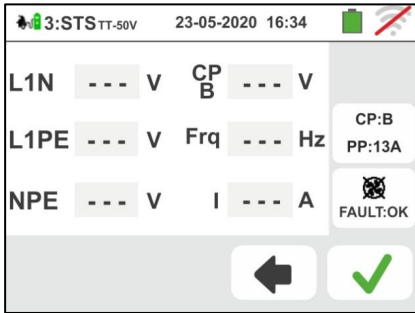 3:STS TT-50V 23-05-2020 16:34
L1N - - - V CP B - - - V
L1PE - - - V Frq - - - Hz
NPE - - - V I - - - A
CP:B
PP:13A
FAULT:OK